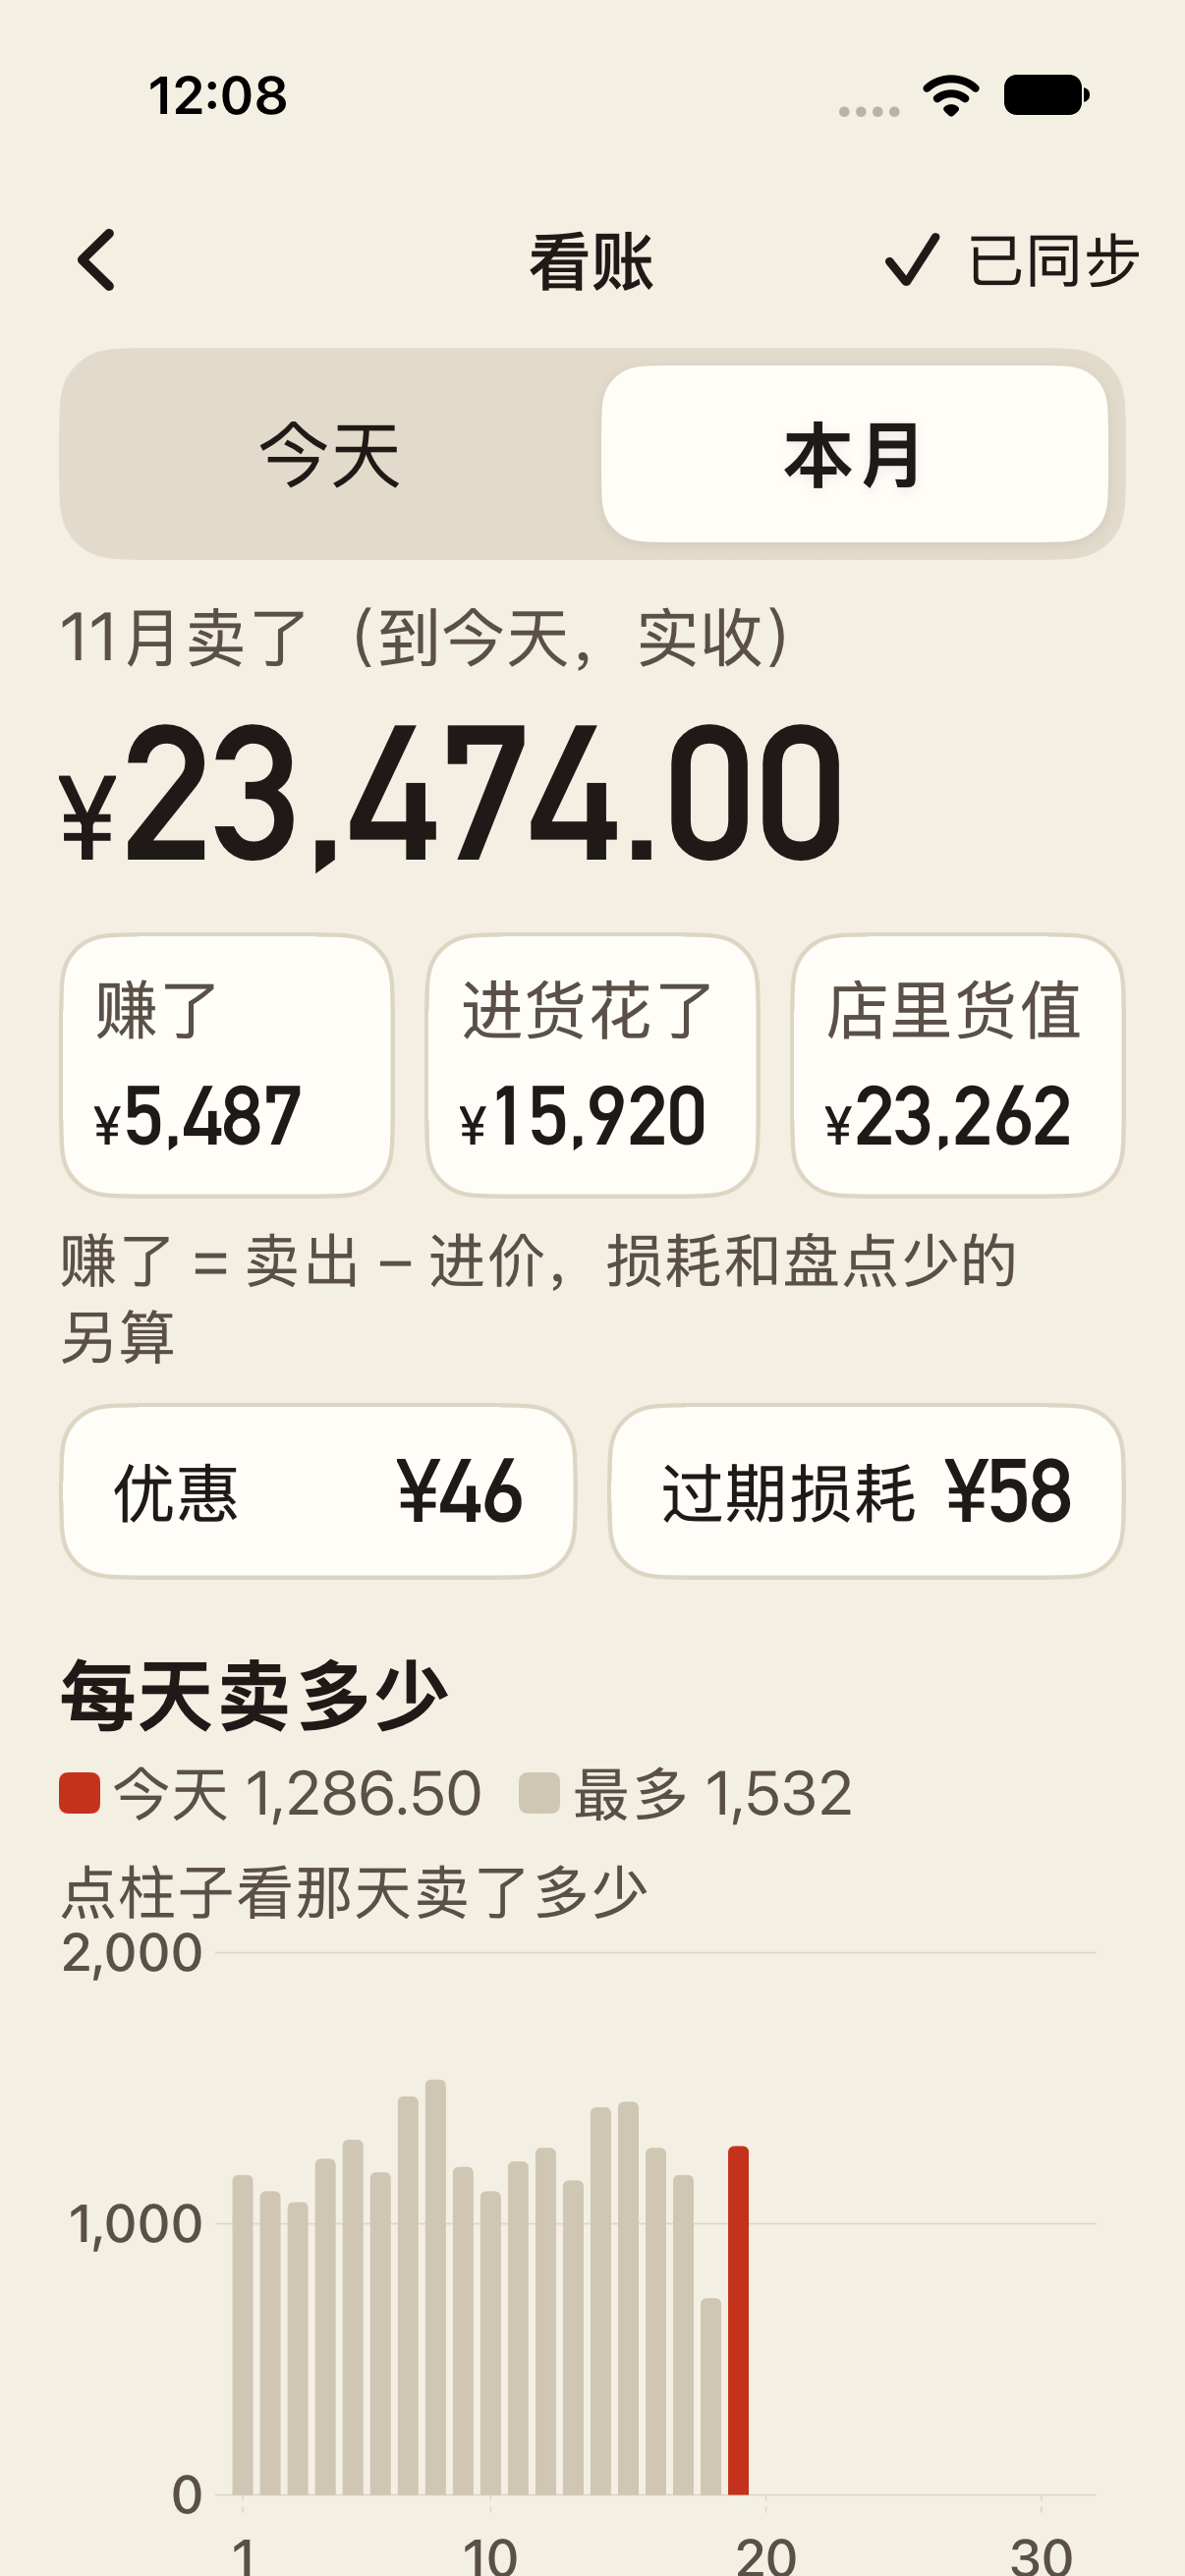 12:08
看账
已同步
今天
本月
11月卖了（到今天，实收）
¥23,474.00
赚了
¥5,487
进货花了
¥15,920
店里货值
¥23,262
赚了 = 卖出 − 进价，损耗和盘点少的
另算
优惠 ¥46
过期损耗 ¥58
每天卖多少
今天 1,286.50 最多 1,532
点柱子看那天卖了多少
2,000
1,000
0
1 10 20 30